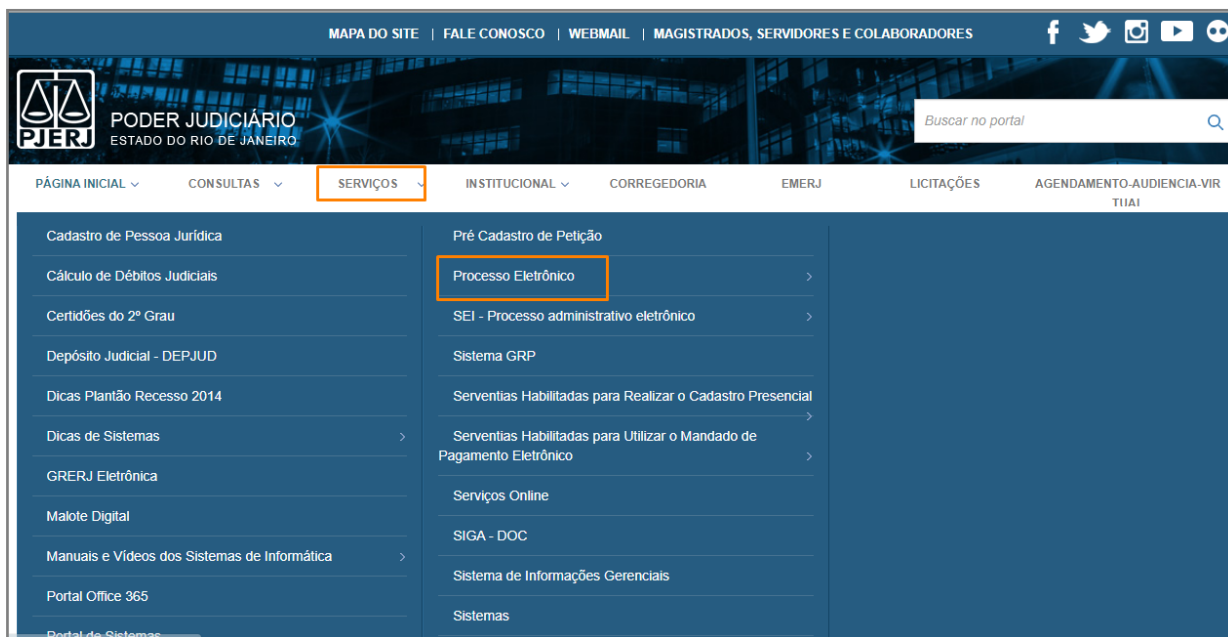 MAPA DO SITE | FALE CONOSCO | WEBMAIL | MAGISTRADOS, SERVIDORES E COLABORADORES
PJERJ
PODER JUDICIÁRIO
ESTADO DO RIO DE JANEIRO
Buscar no portal
PÁGINA INICIAL CONSULTAS SERVIÇOS INSTITUCIONAL CORREGEDORIA EMERJ LICITAÇÕES AGENDAMENTO-AUDIENCIA-VIR
TUAL
Cadastro de Pessoa Jurídica
Cálculo de Débitos Judiciais
Certidões do 2º Grau
Depósito Judicial - DEPJUD
Dicas Plantão Recesso 2014
Dicas de Sistemas
GRERJ Eletrônica
Malote Digital
Manuais e Vídeos dos Sistemas de Informática
Portal Office 365
Portal de Sistemas
Pré Cadastro de Petição
Processo Eletrônico
SEI - Processo administrativo eletrônico
Sistema GRP
Serventias Habilitadas para Realizar o Cadastro Presencial
Serventias Habilitadas para Utilizar o Mandado de
Pagamento Eletrônico
Serviços Online
SIGA - DOC
Sistema de Informações Gerenciais
Sistemas